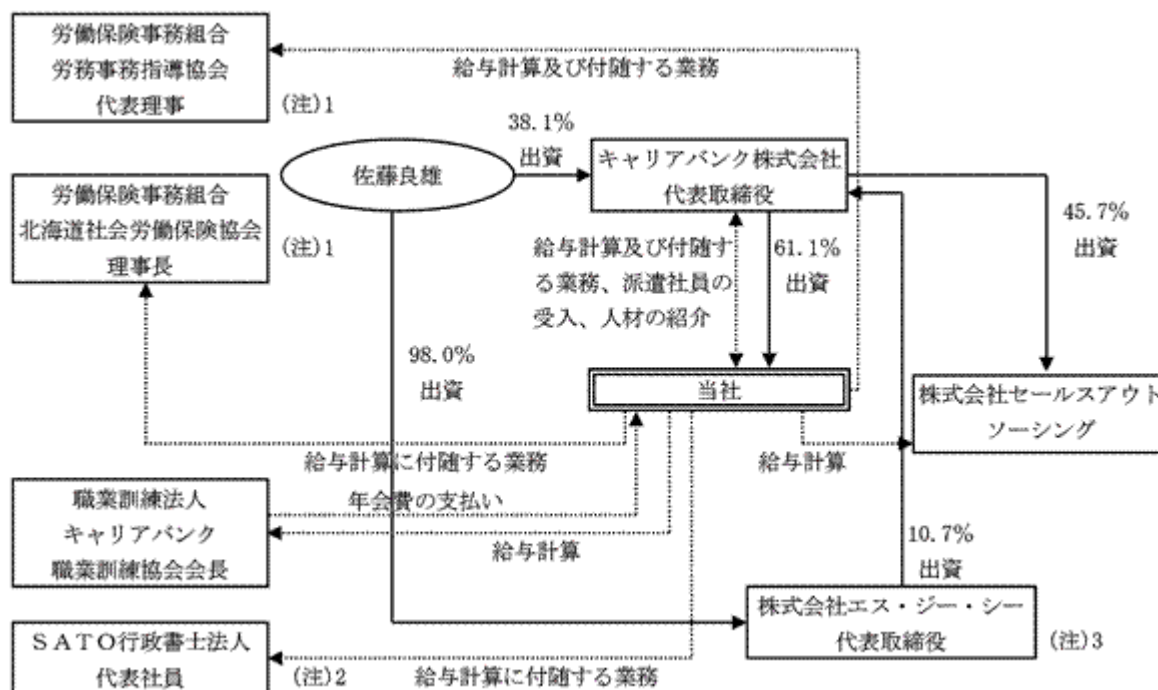 労働保険事務組合
労務事務指導協会
代表理事
(注)1
給与計算及び付随する業務
38.1%
出資
佐藤良雄
キャリアバンク株式会社
代表取締役
労働保険事務組合
北海道社会労働保険協会
理事長
(注)1
45.7%
出資
給与計算及び付随す
る業務、派遣社員の
受入、人材の紹介
61.1%
出資
98.0%
出資
当社
株式会社セールスアウト
ソーシング
給与計算に付随する業務
給与計算
職業訓練法人
キャリアバンク
職業訓練協会会長
年会費の支払い
給与計算
10.7%
出資
株式会社エス・ジー・シー
代表取締役
(注)3
SATO行政書士法人
代表社員
(注)2
給与計算に付随する業務